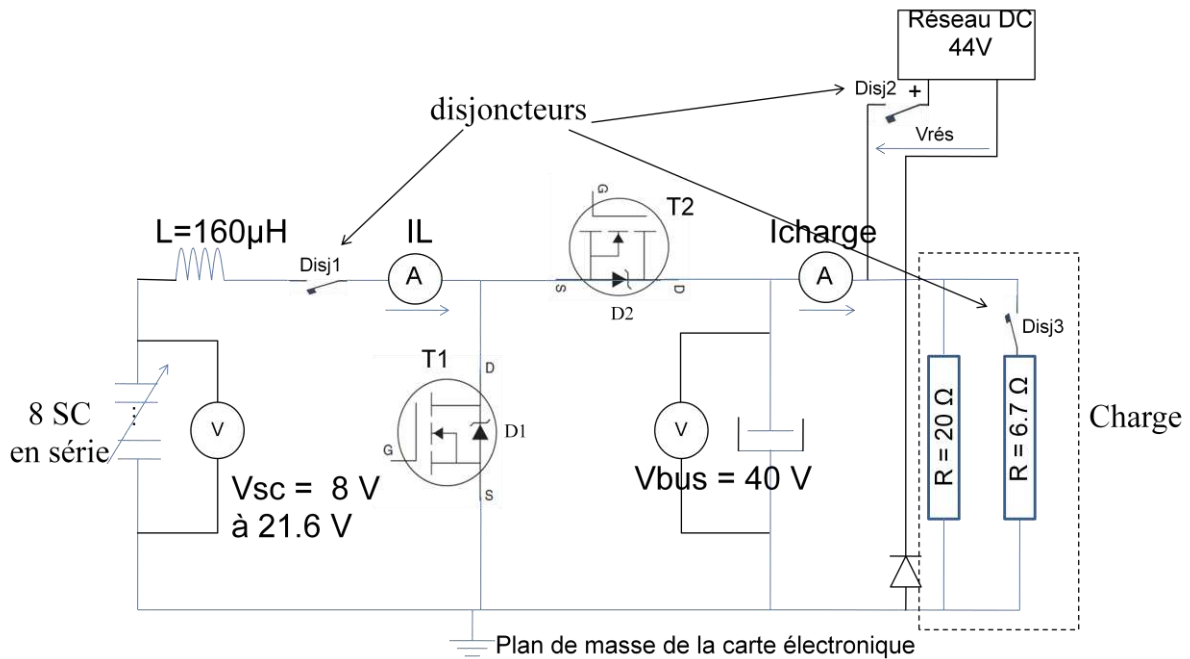 Réseau DC
44V
Disj2
+
disjoncteurs
Vrés
G
T2
L=160µH
IL
Icharge
Disj1
A
A
S
D
D2
Disj3
T1
D
8 SC
en série
V
G
D1
S
V
Vsc = 8 V
à 21.6 V
Vbus = 40 V
R = 20 Ω
R = 6.7 Ω
Charge
Plan de masse de la carte électronique